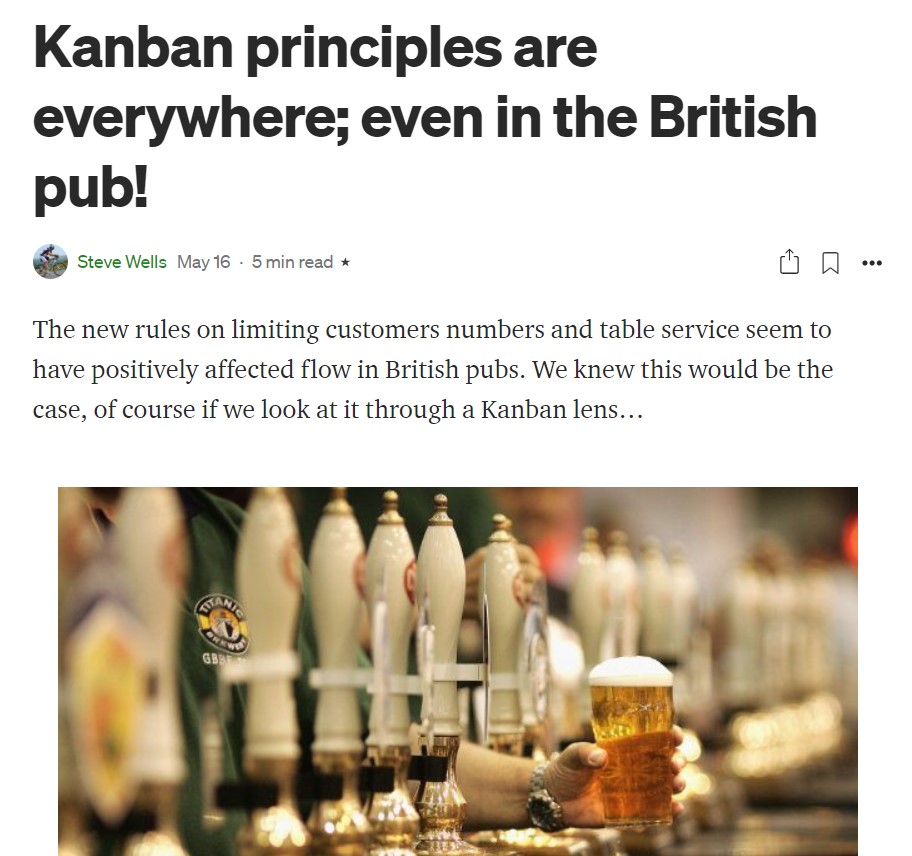 Kanban principles are
everywhere; even in the British
pub!
Steve Wells May 16 · 5 min read ★
The new rules on limiting customers numbers and table service seem to
have positively affected flow in British pubs. We knew this would be the
case, of course if we look at it through a Kanban lens…
TITANIC
BREWERY